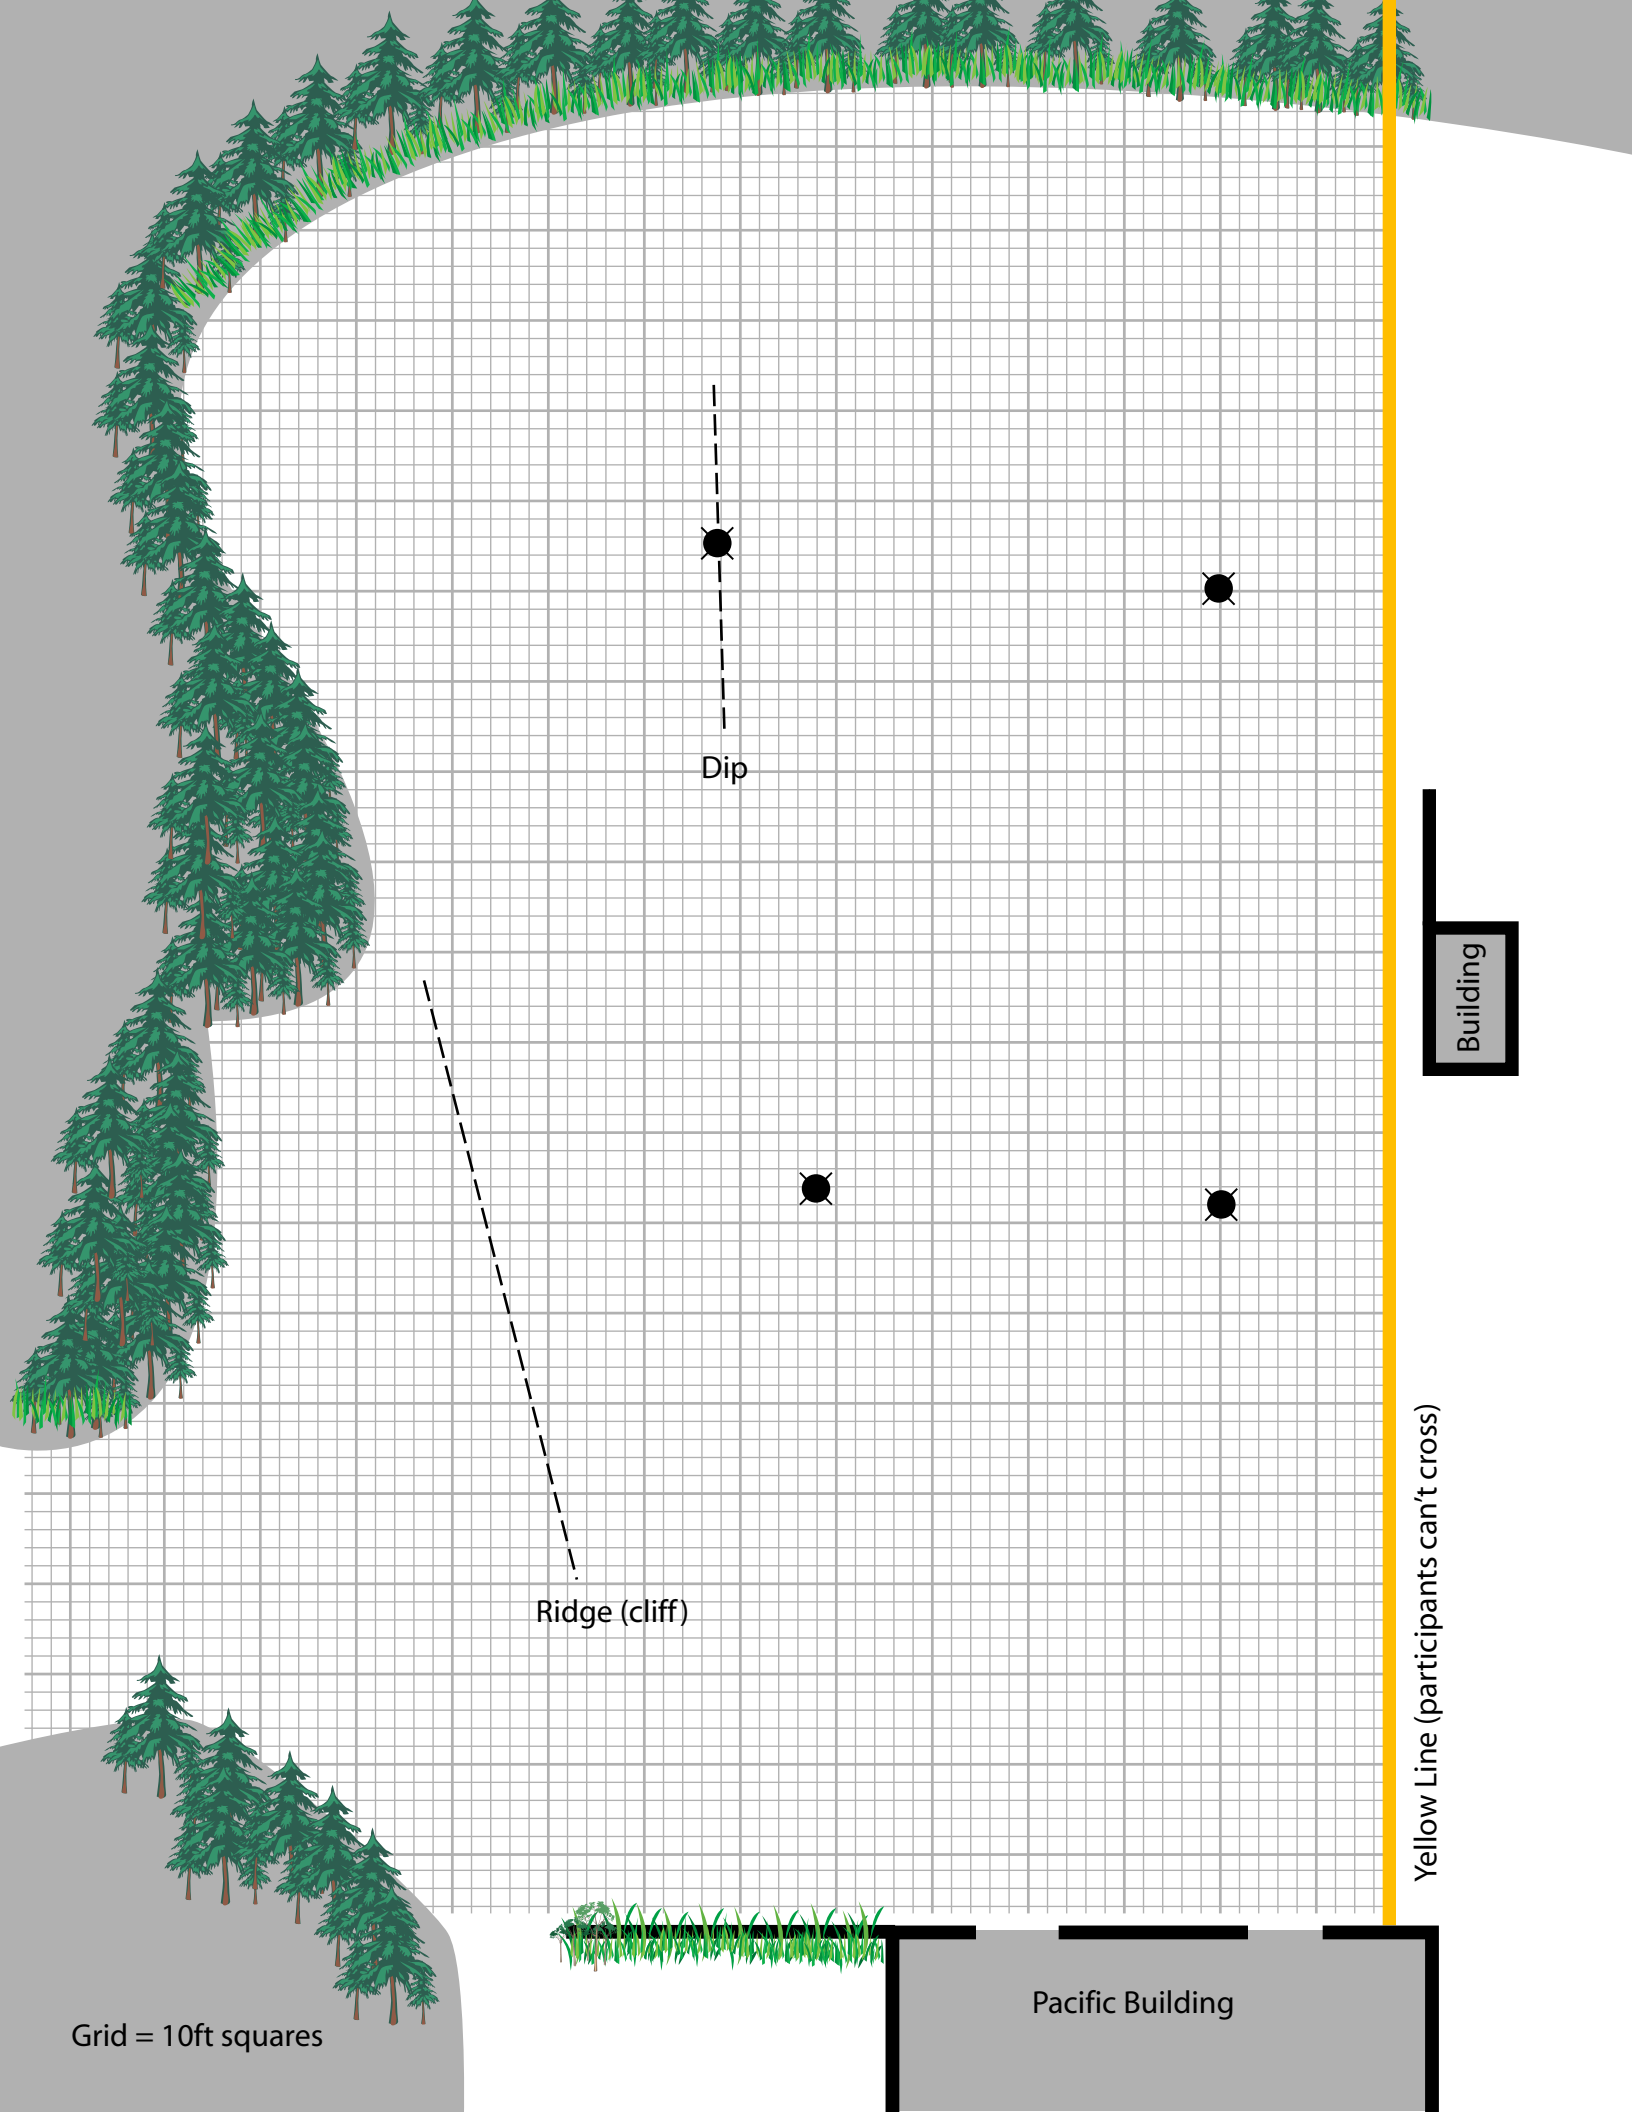 Dip
Building
Ridge (cliff)
Yellow Line (participants can't cross)
Pacific Building
Grid = 10ft squares